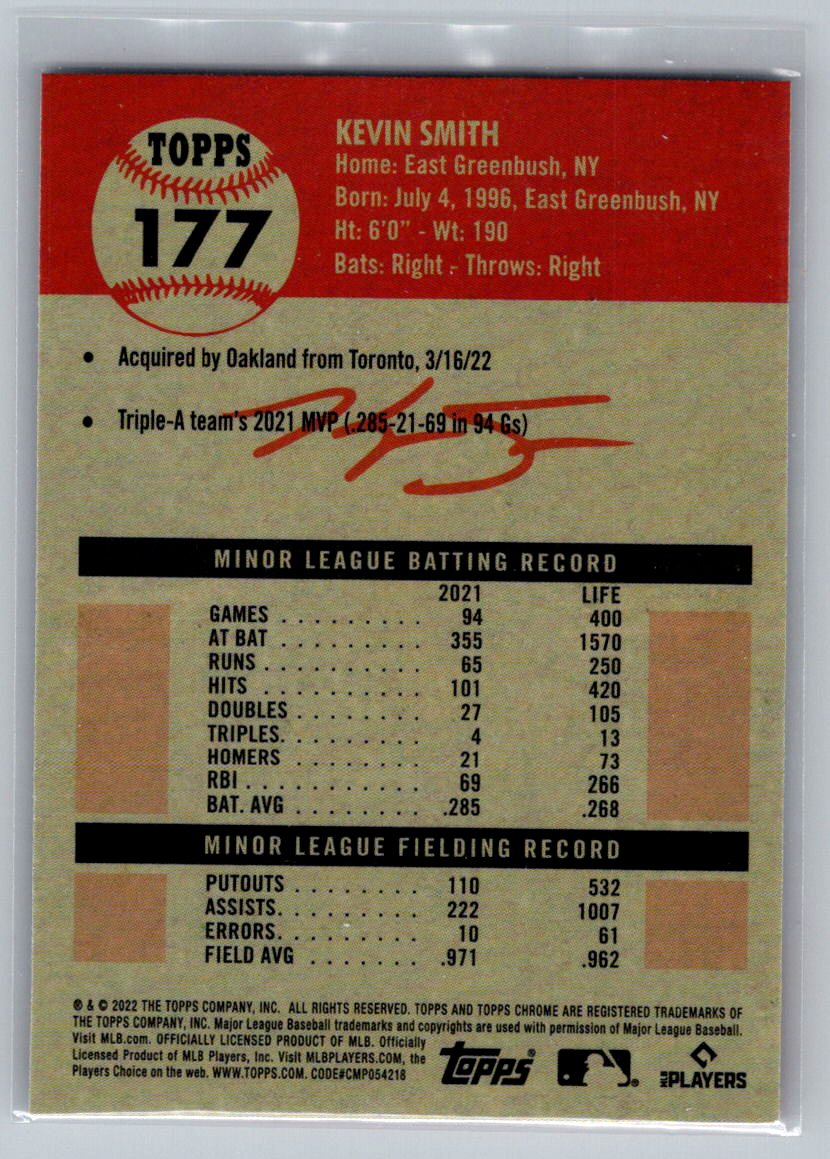 TOPPS
177
KEVIN SMITH
Home: East Greenbush, NY
Born: July 4, 1996, East Greenbush, NY
Ht: 6'0" - Wt: 190
Bats: Right - Throws: Right
• Acquired by Oakland from Toronto, 3/16/22
• Triple-A team's 2021 MVP (.285-21-69 in 94 Gs)
MINOR LEAGUE BATTING RECORD
2021 LIFE
GAMES . . . . . . . . . 94 400
AT BAT . . . . . . . . . 355 1570
RUNS . . . . . . . . . . 65 250
HITS . . . . . . . . . . 101 420
DOUBLES . . . . . . . . 27 105
TRIPLES. . . . . . . . . 4 13
HOMERS . . . . . . . . 21 73
RBI . . . . . . . . . . . 69 266
BAT. AVG . . . . . . . . .285 .268
MINOR LEAGUE FIELDING RECORD
PUTOUTS . . . . . . . . 110 532
ASSISTS. . . . . . . . . 222 1007
ERRORS. . . . . . . . . 10 61
FIELD AVG . . . . . . . .971 .962
® & © 2022 THE TOPPS COMPANY, INC. ALL RIGHTS RESERVED. TOPPS AND TOPPS CHROME ARE REGISTERED TRADEMARKS OF
THE TOPPS COMPANY, INC. Major League Baseball trademarks and copyrights are used with permission of Major League Baseball.
Visit MLB.com. OFFICIALLY LICENSED PRODUCT OF MLB. Officially
Licensed Product of MLB Players, Inc. Visit MLBPLAYERS.COM, the
Players Choice on the web. WWW.TOPPS.COM. CODE#CMP054218
topps® MLB PLAYERS